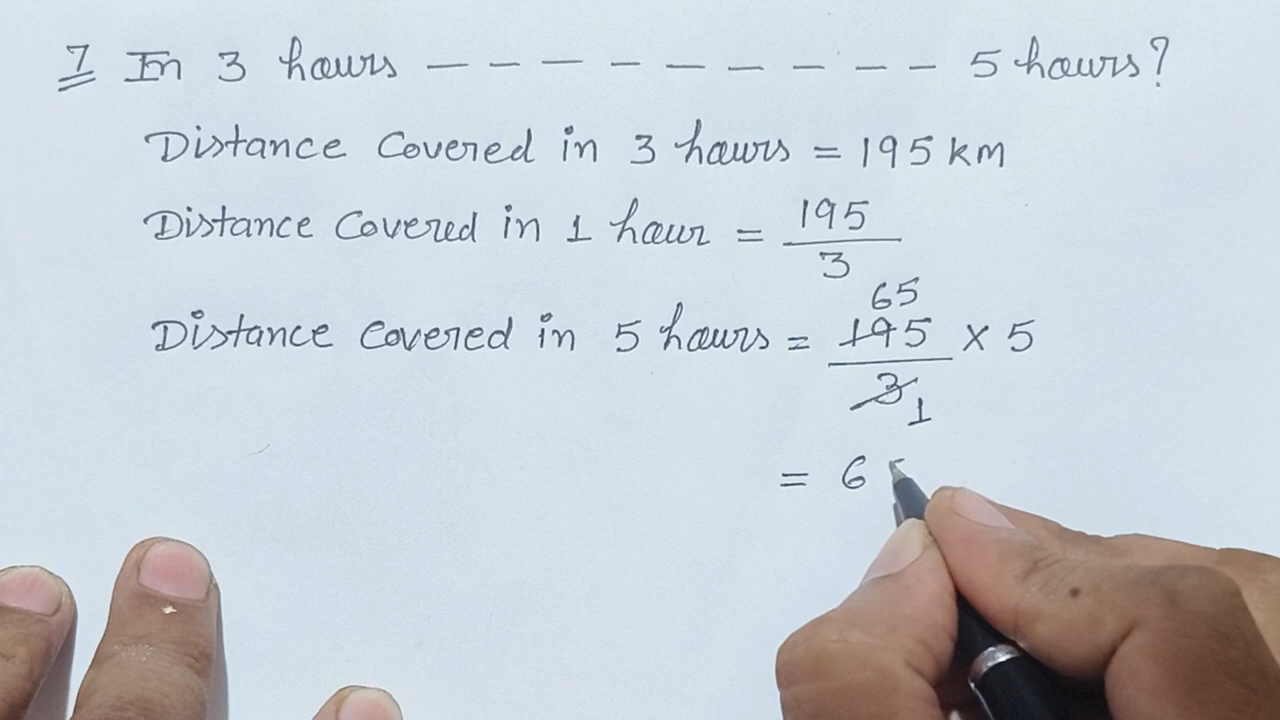 7 In 3 hours - - - - - - - - - 5 hours?
Distance Covered in 3 hours = 195 km
Distance Covered in 1 hour = 195/3
65
Distance Covered in 5 hours = 195/3 × 5
1
= 6